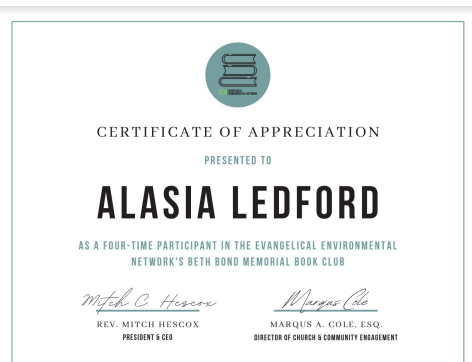 CERTIFICATE OF APPRECIATION
PRESENTED TO
ALASIA LEDFORD
AS A FOUR-TIME PARTICIPANT IN THE EVANGELICAL ENVIRONMENTAL
NETWORK'S BETH BOND MEMORIAL BOOK CLUB
Mitch C. Hescox
Marqus Cole
REV. MITCH HESCOX
MARQUS A. COLE, ESQ.
PRESIDENT & CEO
DIRECTOR OF CHURCH & COMMUNITY ENGAGEMENT